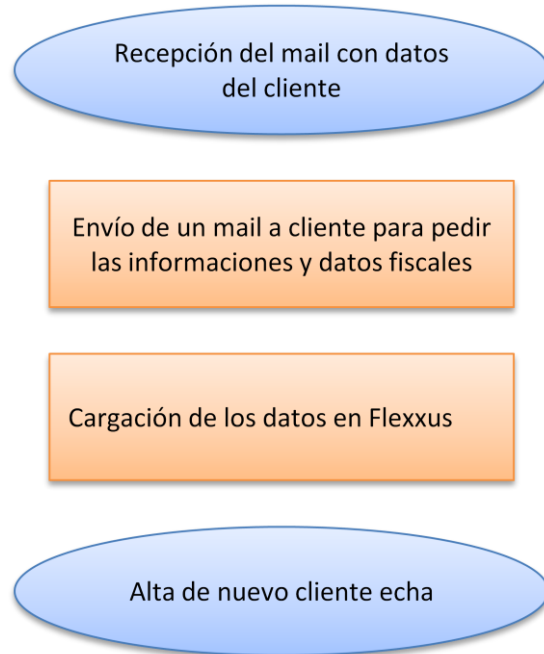 Recepción del mail con datos
del cliente
Envío de un mail a cliente para pedir
las informaciones y datos fiscales
Cargación de los datos en Flexxus
Alta de nuevo cliente echa